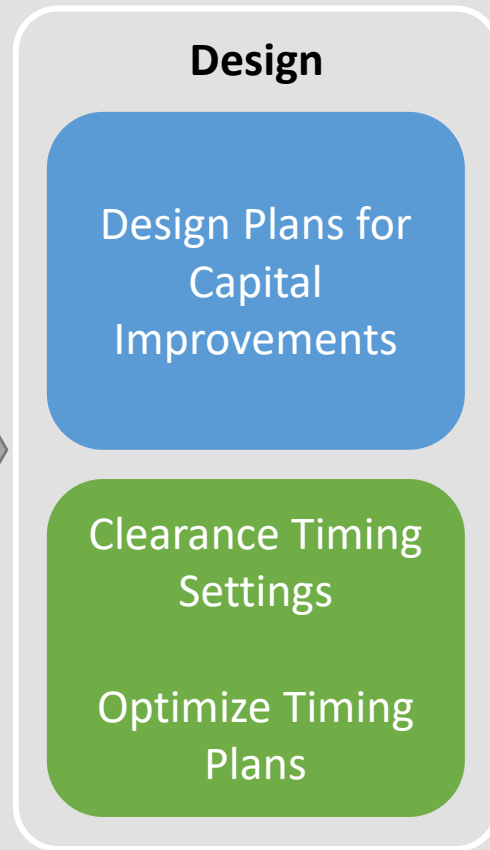 Design
Design Plans for
Capital
Improvements
Clearance Timing
Settings
Optimize Timing
Plans